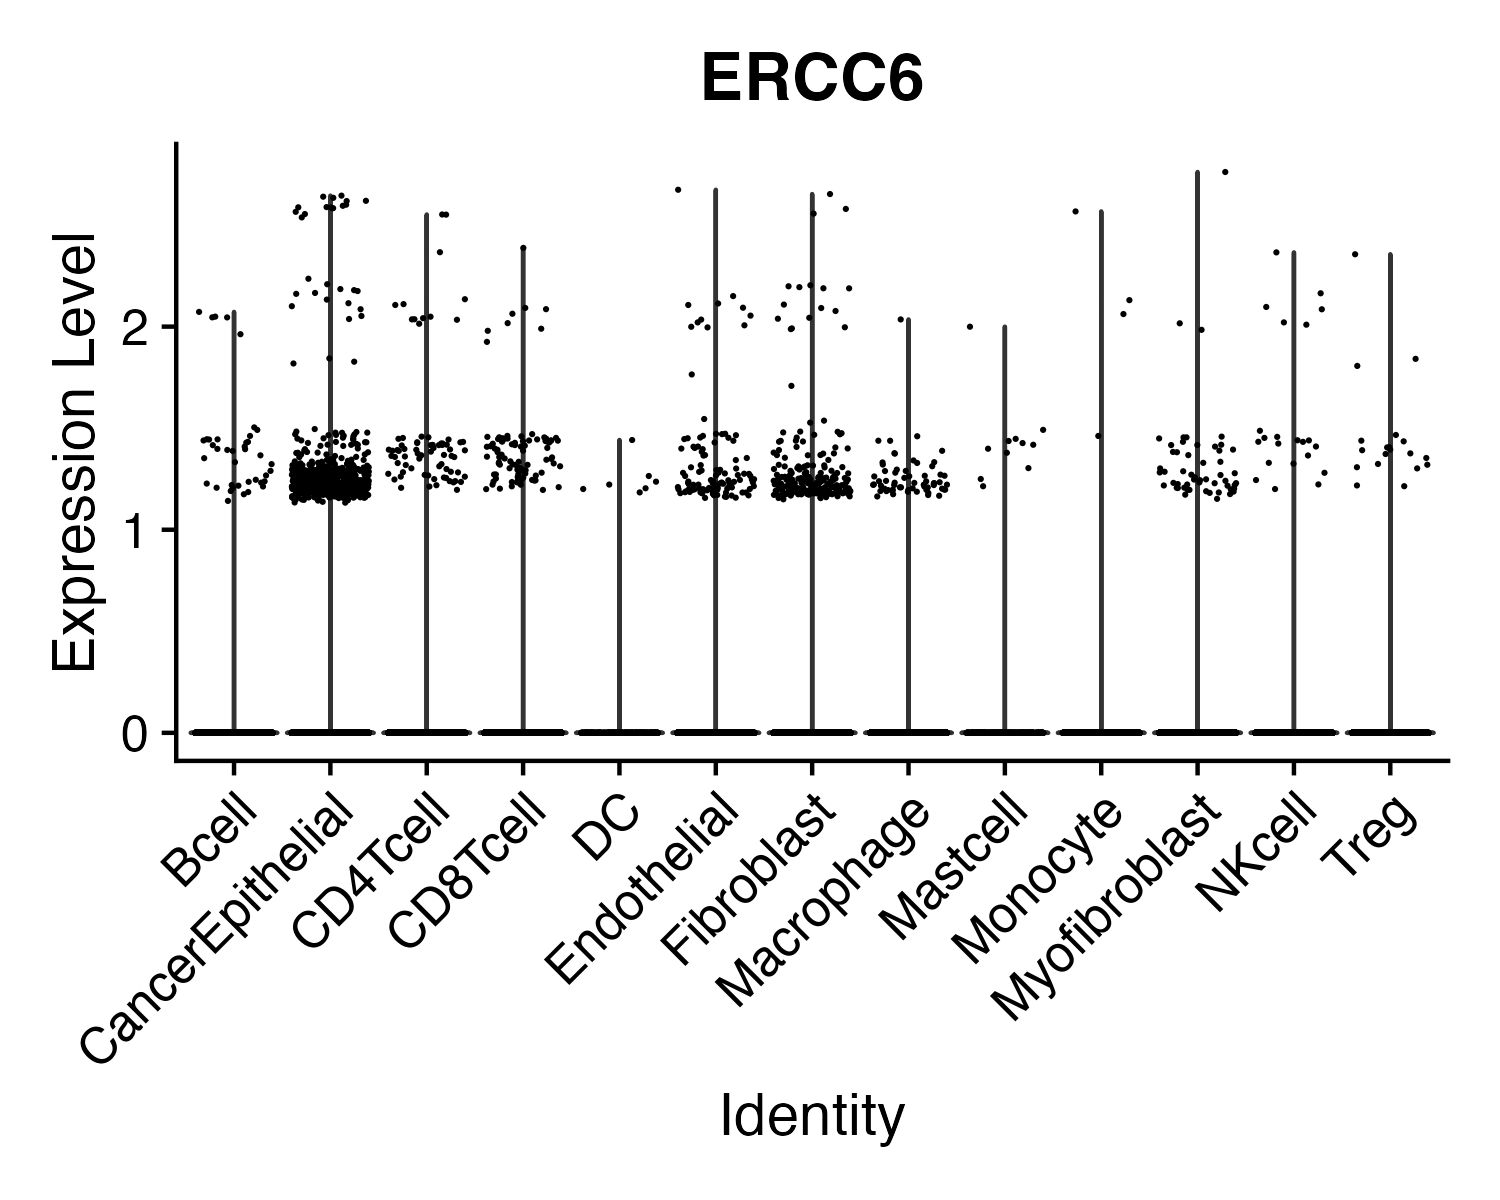 ERCC6
Expression Level
2
1
0
Bcell
CancerEpithelial
CD4Tcell
CD8Tcell
DC
Endothelial
Fibroblast
Macrophage
Mastcell
Monocyte
Myofibroblast
NKcell
Treg
Identity